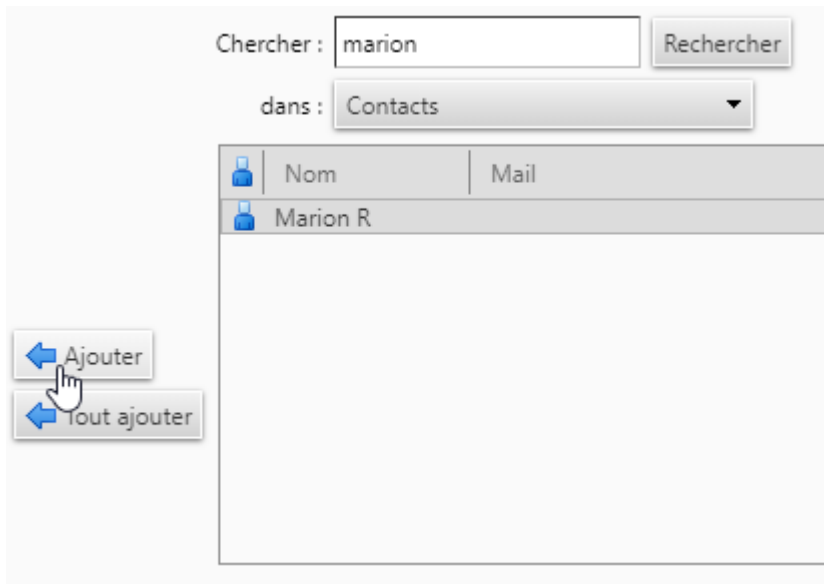 Chercher : marion Rechercher
dans : Contacts
Nom Mail
Marion R
Ajouter
Tout ajouter